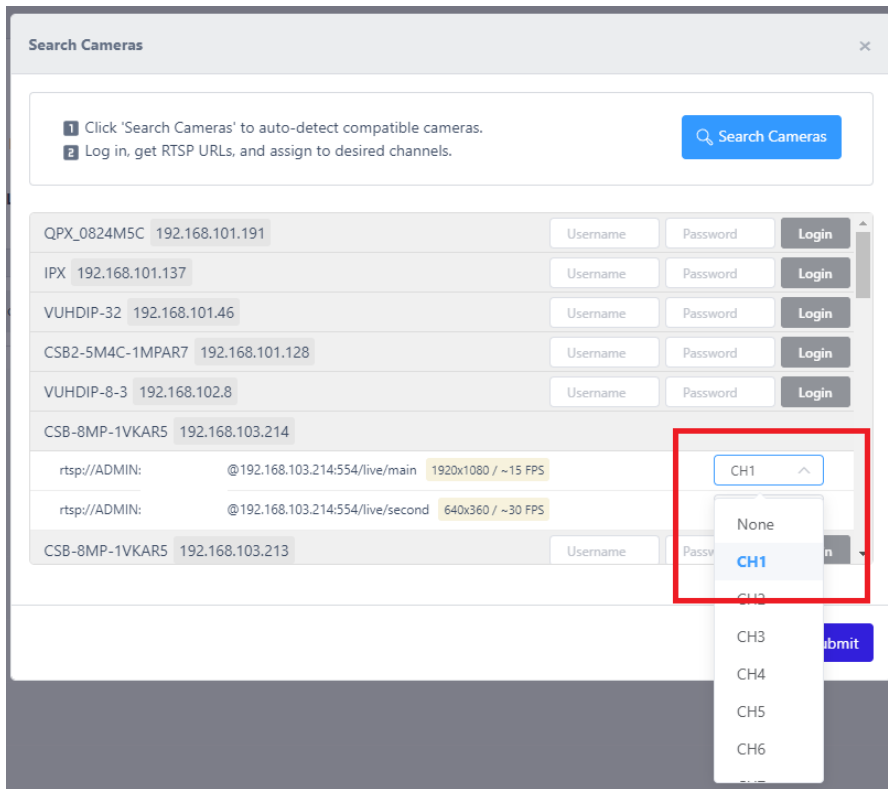 Search Cameras ×
1 Click 'Search Cameras' to auto-detect compatible cameras.
2 Log in, get RTSP URLs, and assign to desired channels.
Search Cameras
QPX_0824M5C 192.168.101.191 Username Password Login
IPX 192.168.101.137 Username Password Login
VUHDIP-32 192.168.101.46 Username Password Login
CSB2-5M4C-1MPAR7 192.168.101.128 Username Password Login
VUHDIP-8-3 192.168.102.8 Username Password Login
CSB-8MP-1VKAR5 192.168.103.214
rtsp://ADMIN: @192.168.103.214:554/live/main 1920x1080 / ~15 FPS CH1
rtsp://ADMIN: @192.168.103.214:554/live/second 640x360 / ~30 FPS
CSB-8MP-1VKAR5 192.168.103.213 Username
None
CH1
CH2
CH3
CH4
CH5
CH6